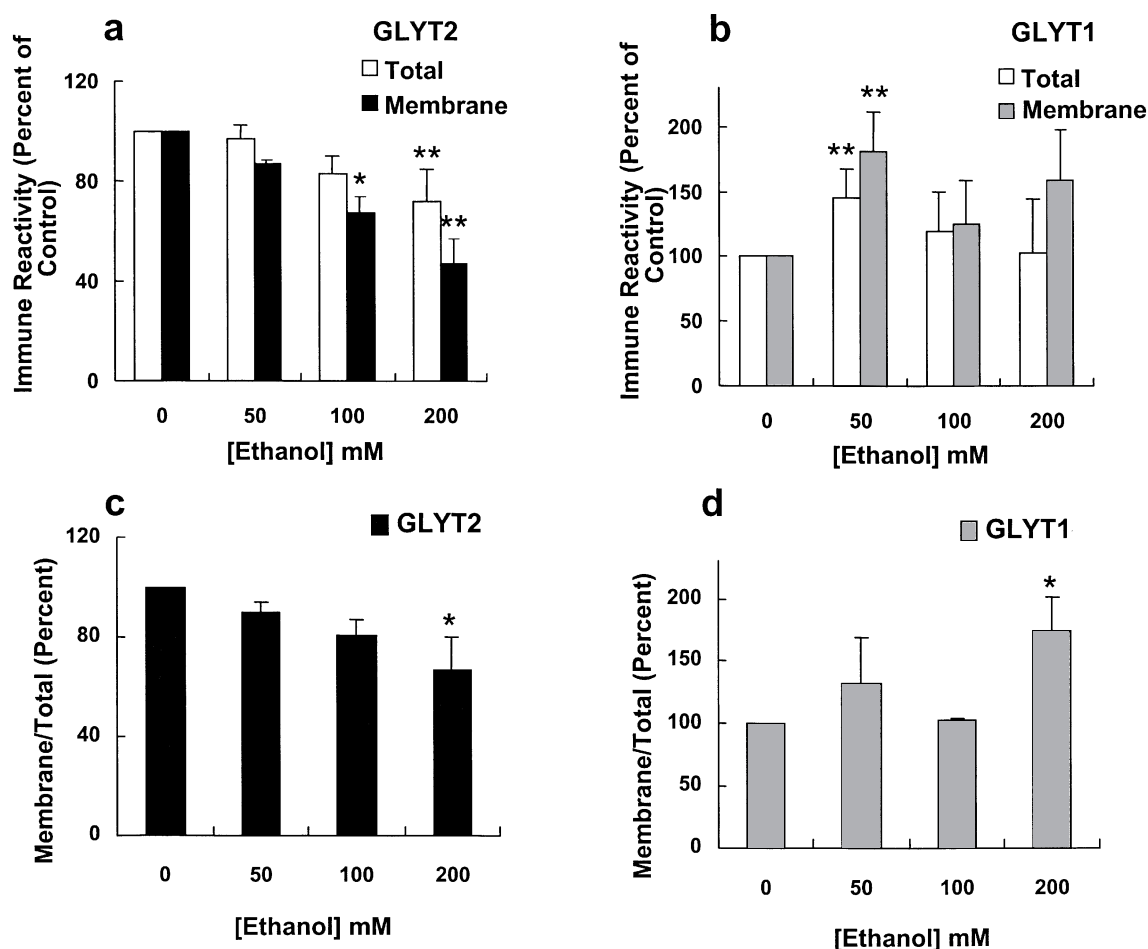 a
GLYT2
Total
Membrane
Immune Reactivity (Percent of
Control)
120
80
40
0
*
**
**
0 50 100 200
[Ethanol] mM
b
GLYT1
Total
Membrane
Immune Reactivity (Percent of
Control)
200
150
100
50
0
**
**
0 50 100 200
[Ethanol] mM
c
GLYT2
Membrane/Total (Percent)
120
80
40
0
*
0 50 100 200
[Ethanol] mM
d
GLYT1
Membrane/Total (Percent)
200
150
100
50
0
*
0 50 100 200
[Ethanol] mM